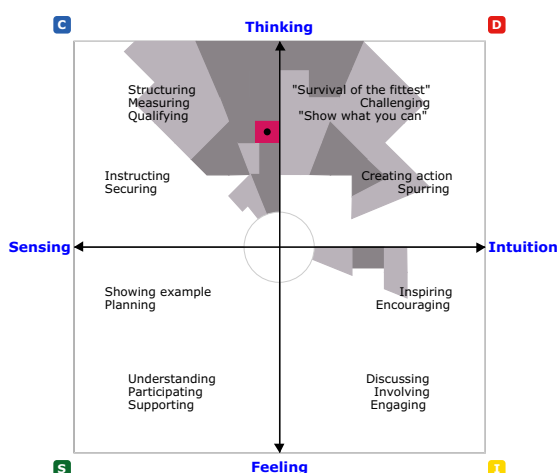 C
Thinking
D
Structuring
Measuring
Qualifying
"Survival of the fittest"
Challenging
"Show what you can"
Instructing
Securing
Creating action
Spurring
Sensing
Intuition
Showing example
Planning
Inspiring
Encouraging
Understanding
Participating
Supporting
Discussing
Involving
Engaging
S
Feeling
I